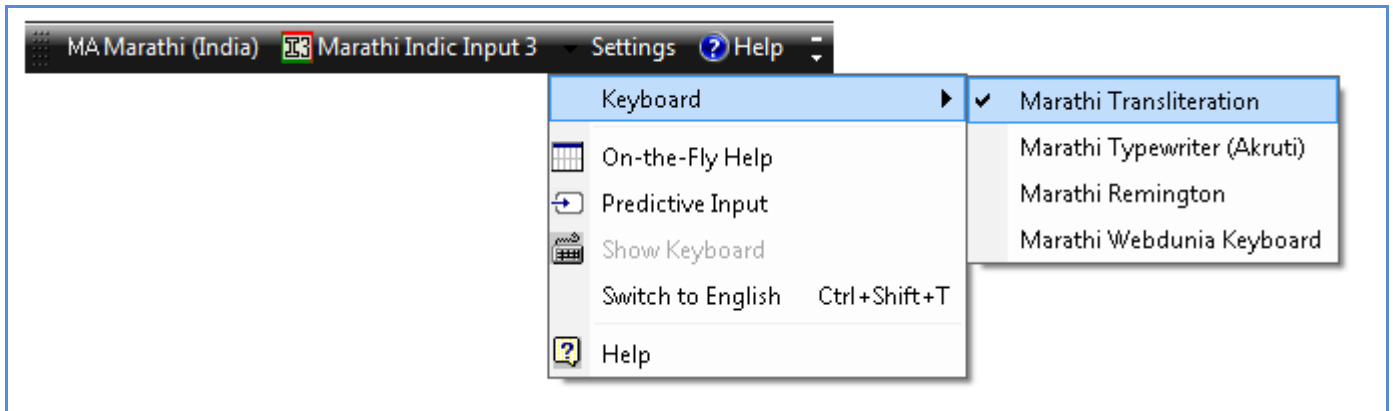 MA Marathi (India) I3 Marathi Indic Input 3 Settings ? Help
Keyboard
On-the-Fly Help
Predictive Input
Show Keyboard
Switch to English Ctrl+Shift+T
? Help
Marathi Transliteration
Marathi Typewriter (Akruti)
Marathi Remington
Marathi Webdunia Keyboard